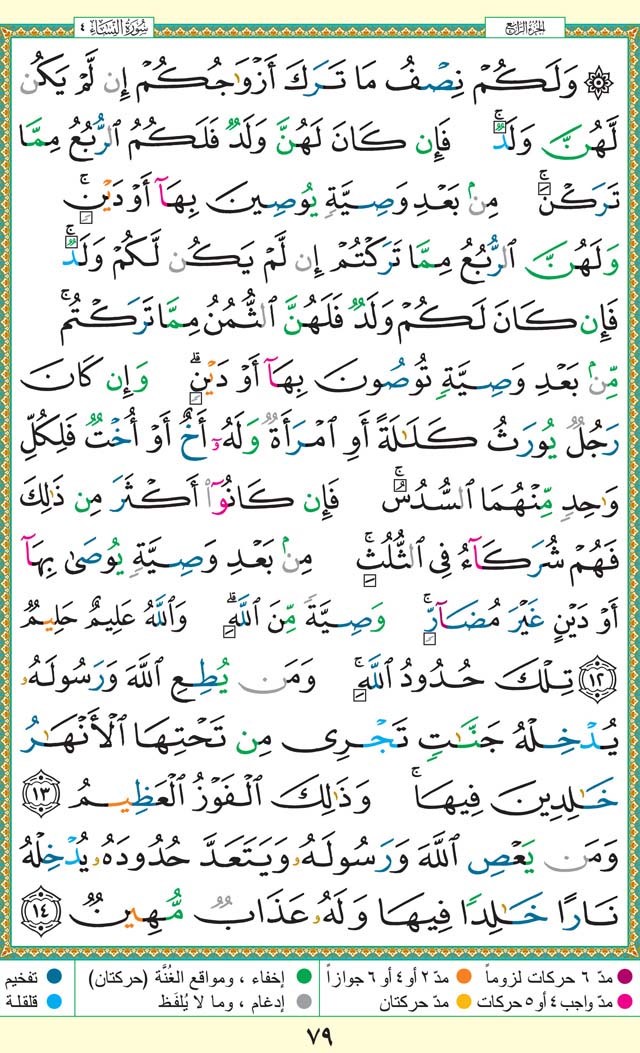 الجزء الرابع
سورة النساء ٤
۞ وَلَكُمۡ نِصۡفُ مَا تَرَكَ أَزۡوَٰجُكُمۡ إِن لَّمۡ يَكُن
لَّهُنَّ وَلَدٞۚ فَإِن كَانَ لَهُنَّ وَلَدٞ فَلَكُمُ ٱلرُّبُعُ مِمَّا
تَرَكۡنَۚ مِنۢ بَعۡدِ وَصِيَّةٖ يُوصِينَ بِهَآ أَوۡ دَيۡنٖۚ
وَلَهُنَّ ٱلرُّبُعُ مِمَّا تَرَكۡتُمۡ إِن لَّمۡ يَكُن لَّكُمۡ وَلَدٞۚ
فَإِن كَانَ لَكُمۡ وَلَدٞ فَلَهُنَّ ٱلثُّمُنُ مِمَّا تَرَكۡتُمۚ
مِّنۢ بَعۡدِ وَصِيَّةٖ تُوصُونَ بِهَآ أَوۡ دَيۡنٖۗ وَإِن كَانَ
رَجُلٞ يُورَثُ كَلَٰلَةً أَوِ ٱمۡرَأَةٞ وَلَهُۥٓ أَخٌ أَوۡ أُخۡتٞ فَلِكُلِّ
وَٰحِدٖ مِّنۡهُمَا ٱلسُّدُسُۚ فَإِن كَانُوٓاْ أَكۡثَرَ مِن ذَٰلِكَ
فَهُمۡ شُرَكَآءُ فِي ٱلثُّلُثِۚ مِنۢ بَعۡدِ وَصِيَّةٖ يُوصَىٰ بِهَآ
أَوۡ دَيۡنٍ غَيۡرَ مُضَآرّٖۚ وَصِيَّةٗ مِّنَ ٱللَّهِۗ وَٱللَّهُ عَلِيمٌ حَلِيمٞ
١٢ تِلۡكَ حُدُودُ ٱللَّهِۚ وَمَن يُطِعِ ٱللَّهَ وَرَسُولَهُۥ
يُدۡخِلۡهُ جَنَّٰتٖ تَجۡرِي مِن تَحۡتِهَا ٱلۡأَنۡهَٰرُ
خَٰلِدِينَ فِيهَاۚ وَذَٰلِكَ ٱلۡفَوۡزُ ٱلۡعَظِيمُ ١٣
وَمَن يَعۡصِ ٱللَّهَ وَرَسُولَهُۥ وَيَتَعَدَّ حُدُودَهُۥ يُدۡخِلۡهُ
نَارًا خَٰلِدٗا فِيهَا وَلَهُۥ عَذَابٞ مُّهِينٞ ١٤
مدّ ٦ حركات لزوماً مدّ ٢ أو ٤ أو ٦ جوازاً إخفاء ، ومواقع الغُنَّة (حركتان) تفخيم
مدّ واجب ٤ أو ٥ حركات مدّ حركتان إدغام ، وما لا يُلفَظ قلقلة
٧٩